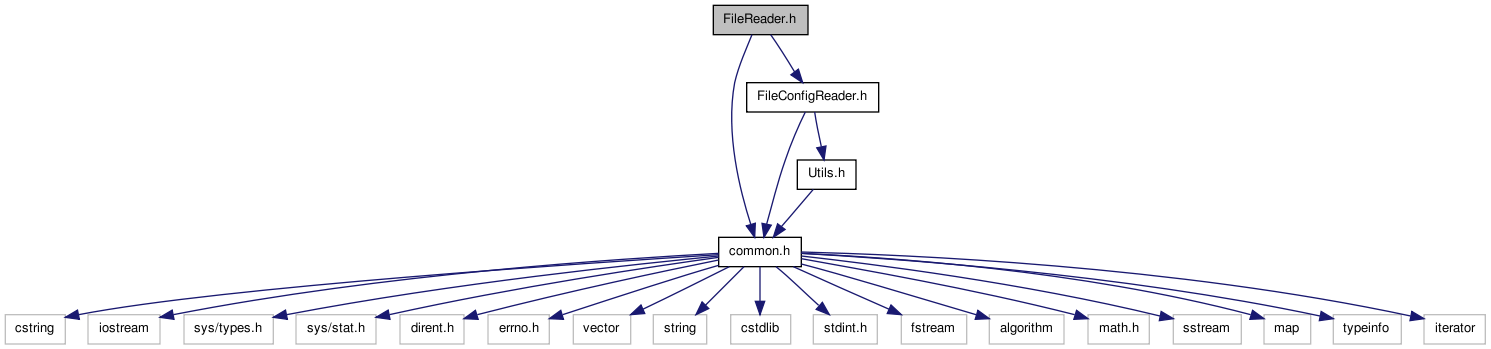 FileReader.h
FileConfigReader.h
Utils.h
common.h
cstring
iostream
sys/types.h
sys/stat.h
dirent.h
errno.h
vector
string
cstdlib
stdint.h
fstream
algorithm
math.h
sstream
map
typeinfo
iterator